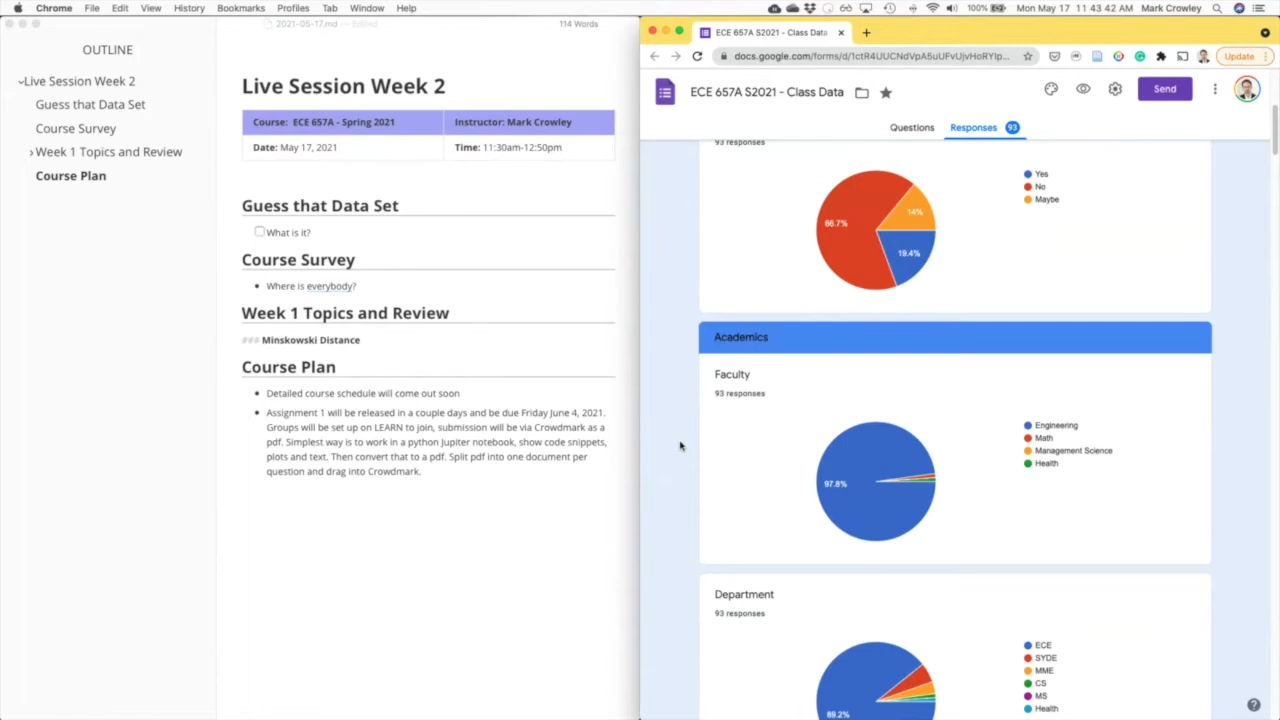 Chrome File Edit View History Bookmarks Profiles Tab Window Help
100% Mon May 17 11:43:42 AM Mark Crowley
2021-05-17.md — Edited
114 Words
OUTLINE
Live Session Week 2
Guess that Data Set
Course Survey
Week 1 Topics and Review
Course Plan
Live Session Week 2
Course: ECE 657A - Spring 2021
Instructor: Mark Crowley
Date: May 17, 2021
Time: 11:30am-12:50pm
Guess that Data Set
What is it?
Course Survey
• Where is everybody?
Week 1 Topics and Review
### Minskowski Distance
Course Plan
• Detailed course schedule will come out soon
• Assignment 1 will be released in a couple days and be due Friday June 4, 2021.
Groups will be set up on LEARN to join, submission will be via Crowdmark as a
pdf. Simplest way is to work in a python Jupiter notebook, show code snippets,
plots and text. Then convert that to a pdf. Split pdf into one document per
question and drag into Crowdmark.
ECE 657A S2021 - Class Data
Update
ECE 657A S2021 - Class Data
Send
Questions
Responses 93
93 responses
66.7%
14%
19.4%
Yes
No
Maybe
Academics
Faculty
93 responses
97.8%
Engineering
Math
Management Science
Health
Department
93 responses
89.2%
ECE
SYDE
MME
CS
MS
Health